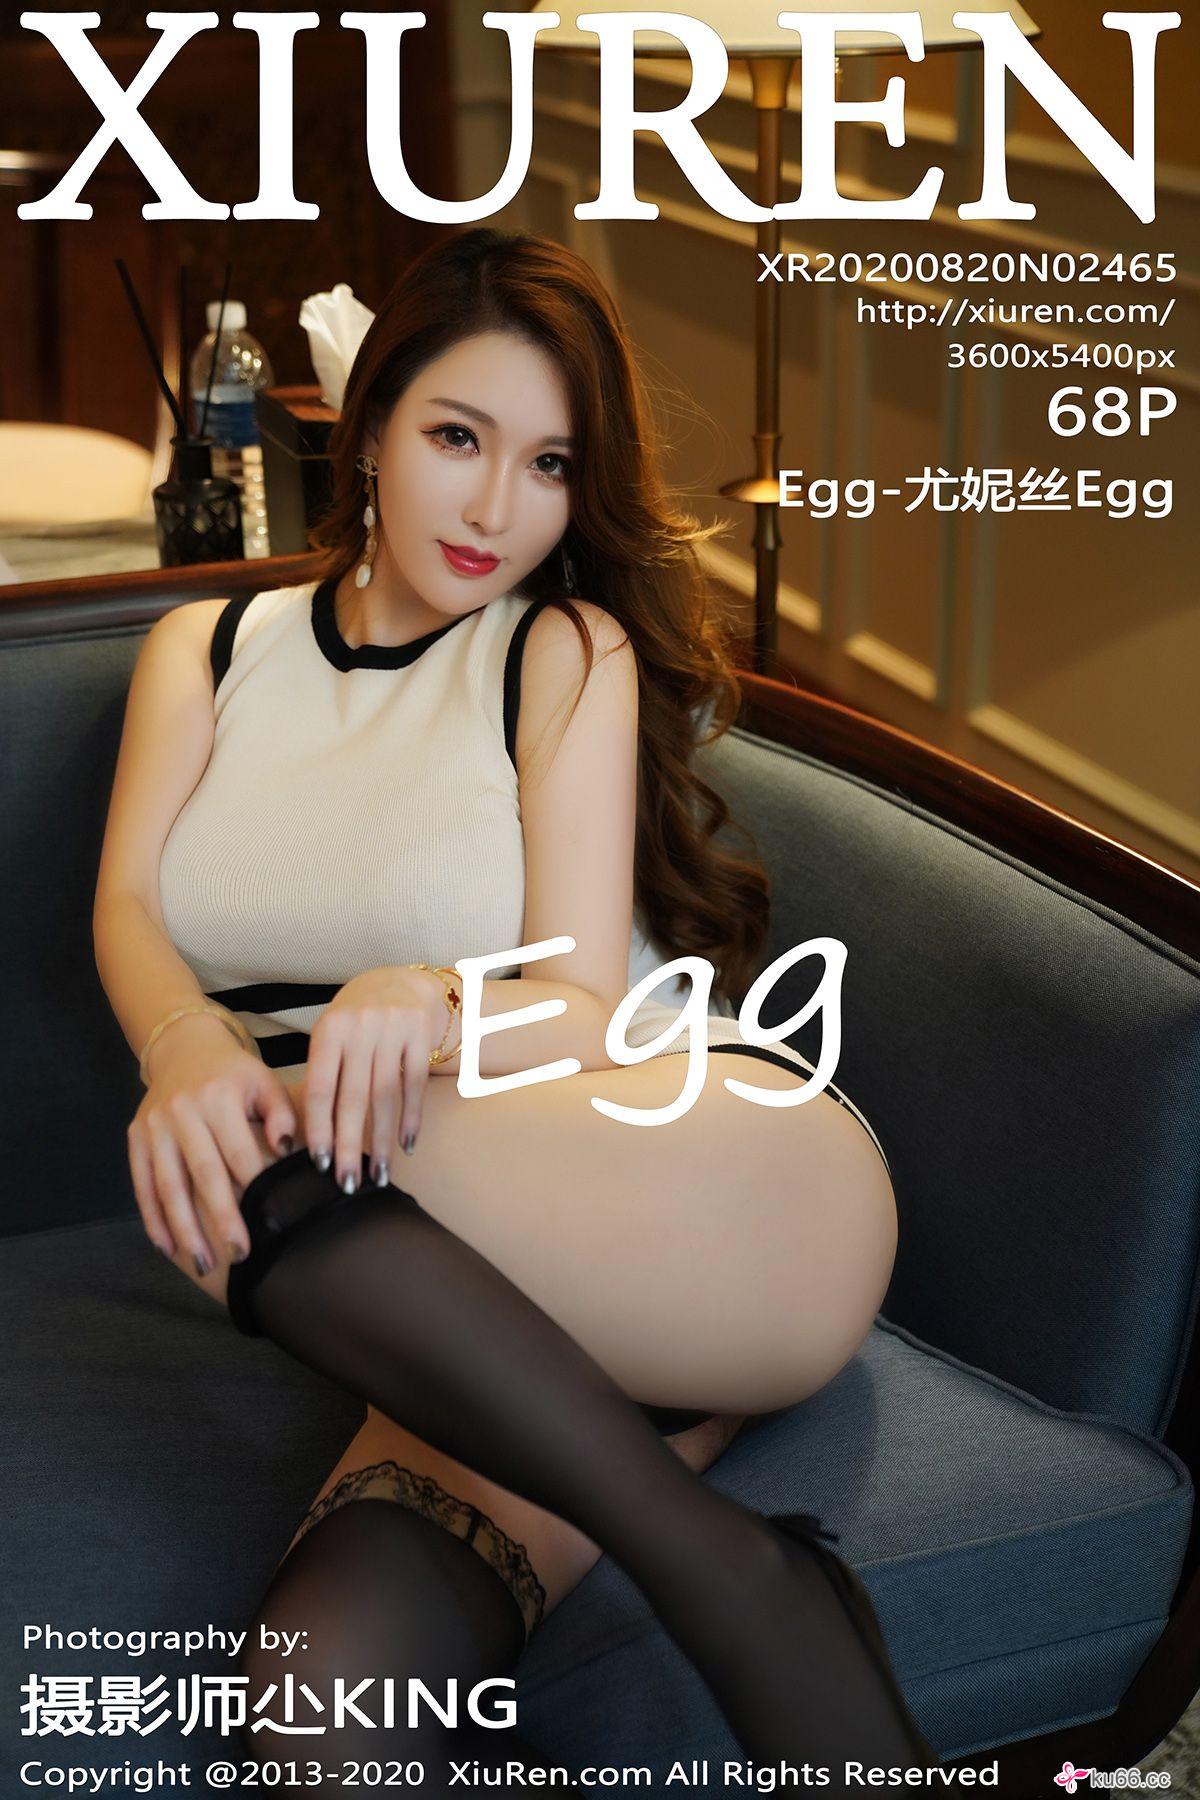 XIUREN
XR20200820N02465
http://xiuren.com/
3600x5400px
68P
Egg-尤妮丝Egg
Egg
Photography by:
摄影师尐KING
Copyright @2013-2020 XiuRen.com All Rights Reserved
ku66.cc